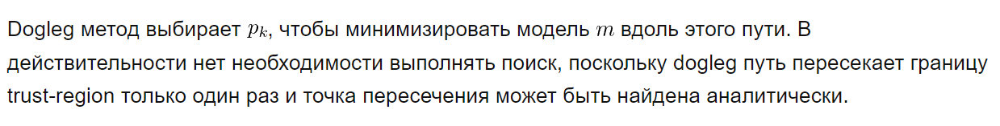 Dogleg метод выбирает pₖ, чтобы минимизировать модель m вдоль этого пути. В
действительности нет необходимости выполнять поиск, поскольку dogleg путь пересекает границу
trust-region только один раз и точка пересечения может быть найдена аналитически.